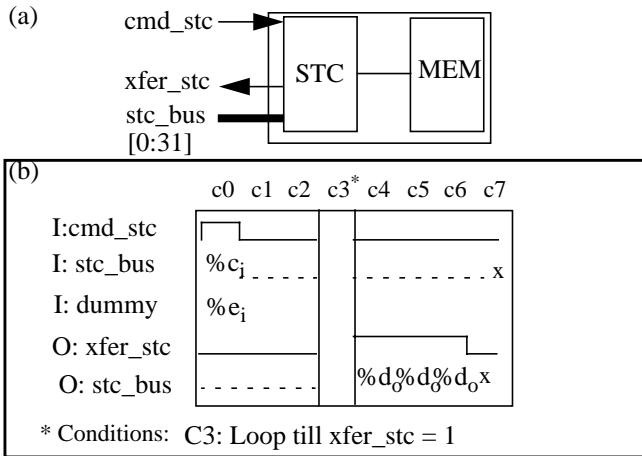 (a)
cmd_stc
xfer_stc
stc_bus
[0:31]
STC
MEM
(b)
c0 c1 c2 c3* c4 c5 c6 c7
I:cmd_stc
I: stc_bus %ci x
I: dummy %ei
O: xfer_stc
O: stc_bus %do%do%do x
* Conditions: C3: Loop till xfer_stc = 1